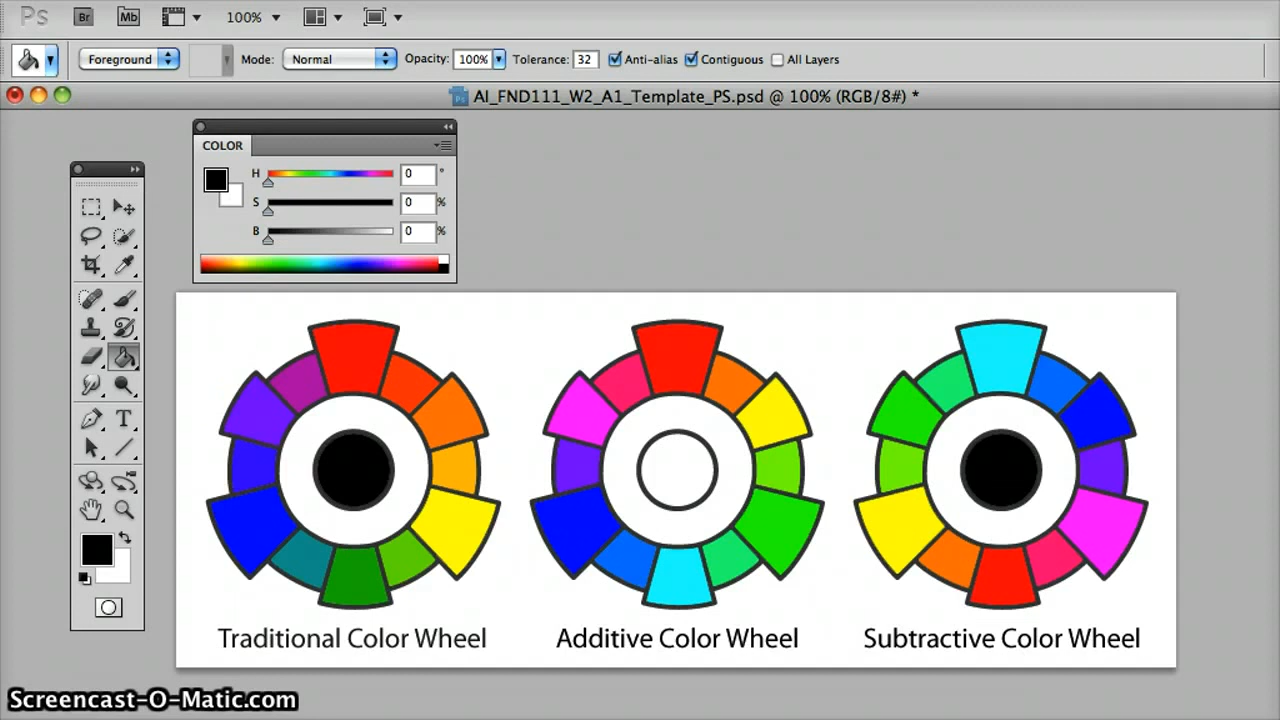 Ps Br Mb 100%
Foreground Mode: Normal Opacity: 100% Tolerance: 32 Anti-alias Contiguous All Layers
AI_FND111_W2_A1_Template_PS.psd @ 100% (RGB/8#) *
COLOR
H 0 °
S 0 %
B 0 %
T
Traditional Color Wheel Additive Color Wheel Subtractive Color Wheel
Screencast-O-Matic.com